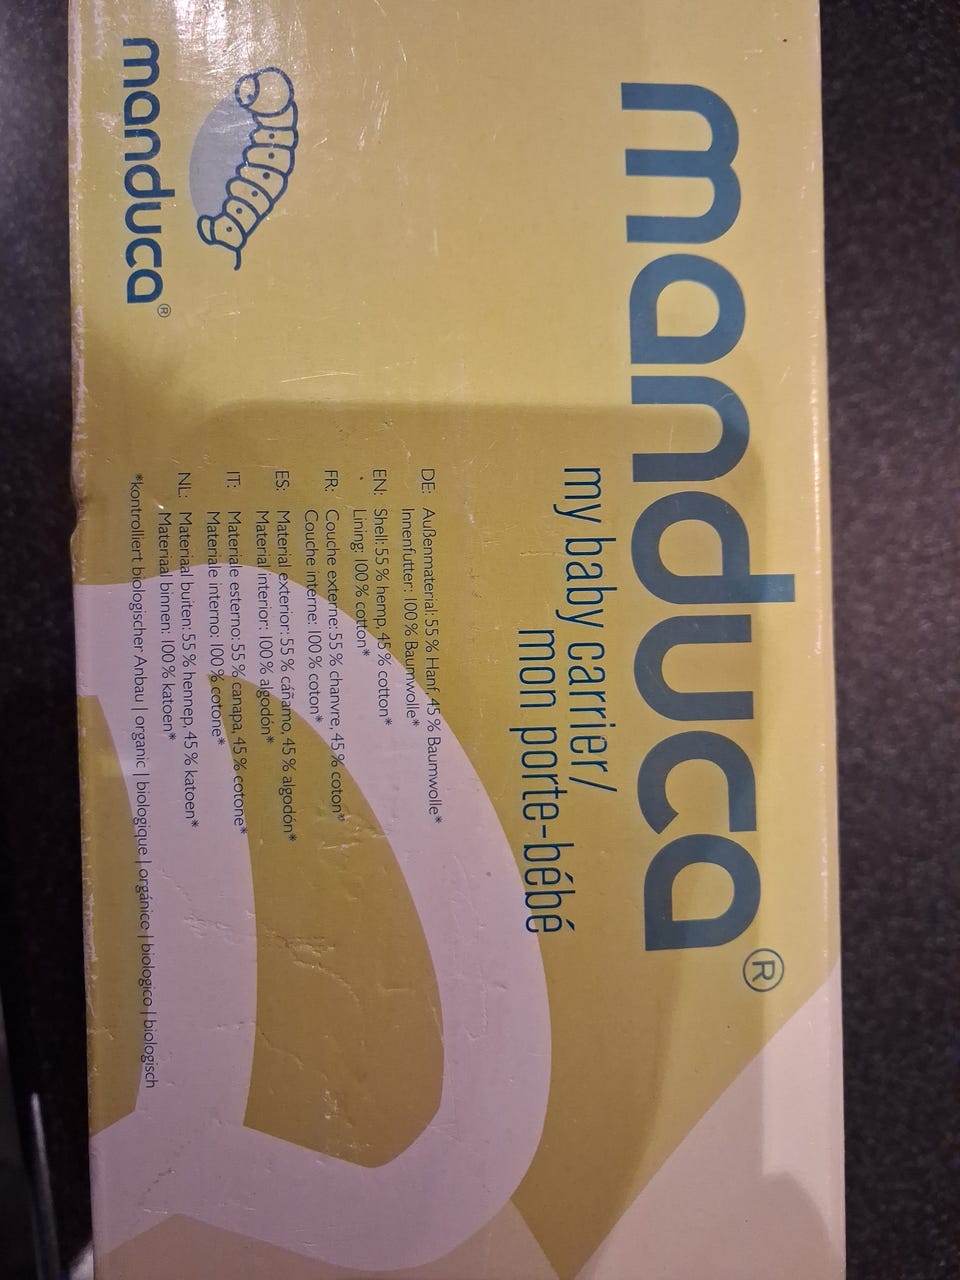 manduca®
my baby carrier/
mon porte-bébé
DE: Außenmaterial: 55 % Hanf, 45 % Baumwolle*
Innenfutter: 100 % Baumwolle*
EN: Shell: 55 % hemp, 45 % cotton*
Lining: 100 % cotton*
FR: Couche externe: 55 % chanvre, 45 % coton*
Couche interne: 100 % coton*
ES: Material exterior: 55 % cáñamo, 45 % algodón*
Material interior: 100 % algodón*
IT: Materiale esterno: 55 % canapa, 45 % cotone*
Materiale interno: 100 % cotone*
NL: Materiaal buiten: 55 % hennep, 45 % katoen*
Materiaal binnen: 100 % katoen*
*kontrolliert biologischer Anbau | organic | biologique | orgánico | biologico | biologisch
manduca®